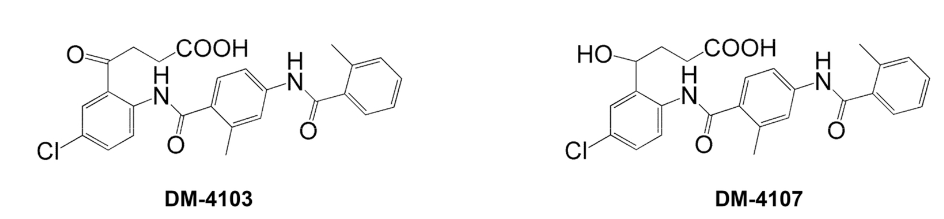 O COOH H N O H N O Cl
HO COOH H N O H N O Cl
DM-4103 DM-4107